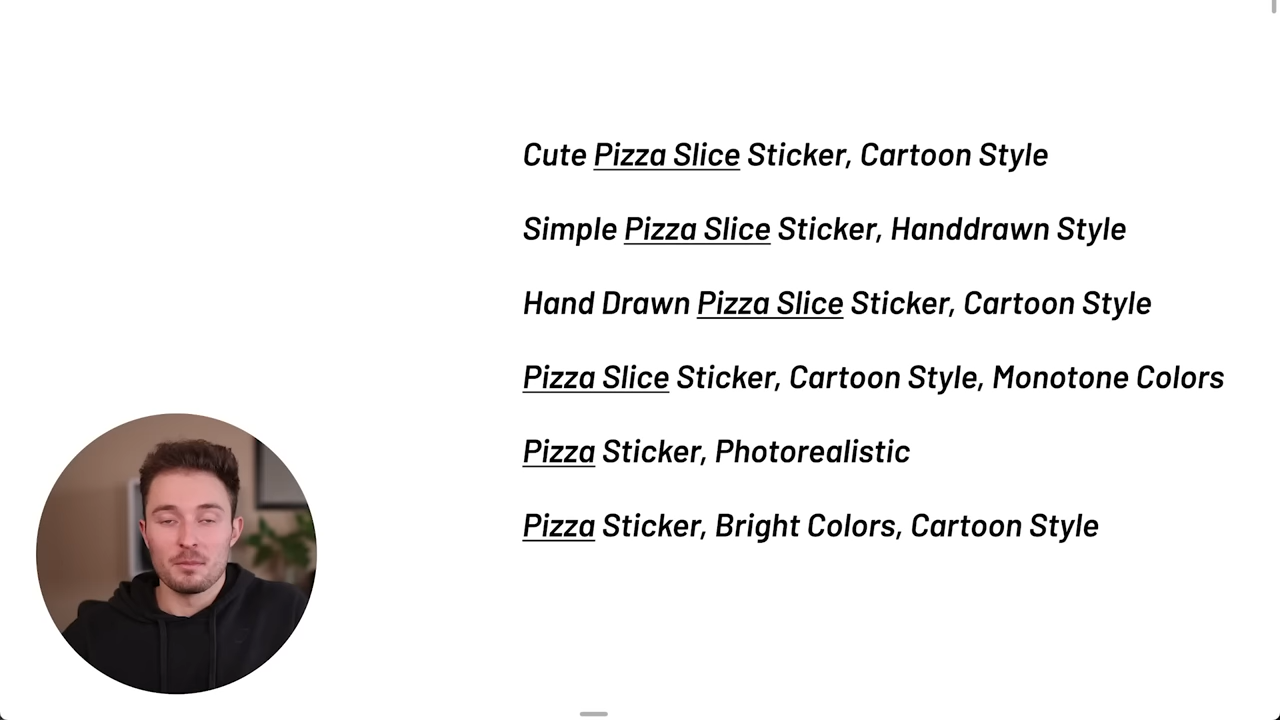 Cute Pizza Slice Sticker, Cartoon Style
Simple Pizza Slice Sticker, Handdrawn Style
Hand Drawn Pizza Slice Sticker, Cartoon Style
Pizza Slice Sticker, Cartoon Style, Monotone Colors
Pizza Sticker, Photorealistic
Pizza Sticker, Bright Colors, Cartoon Style